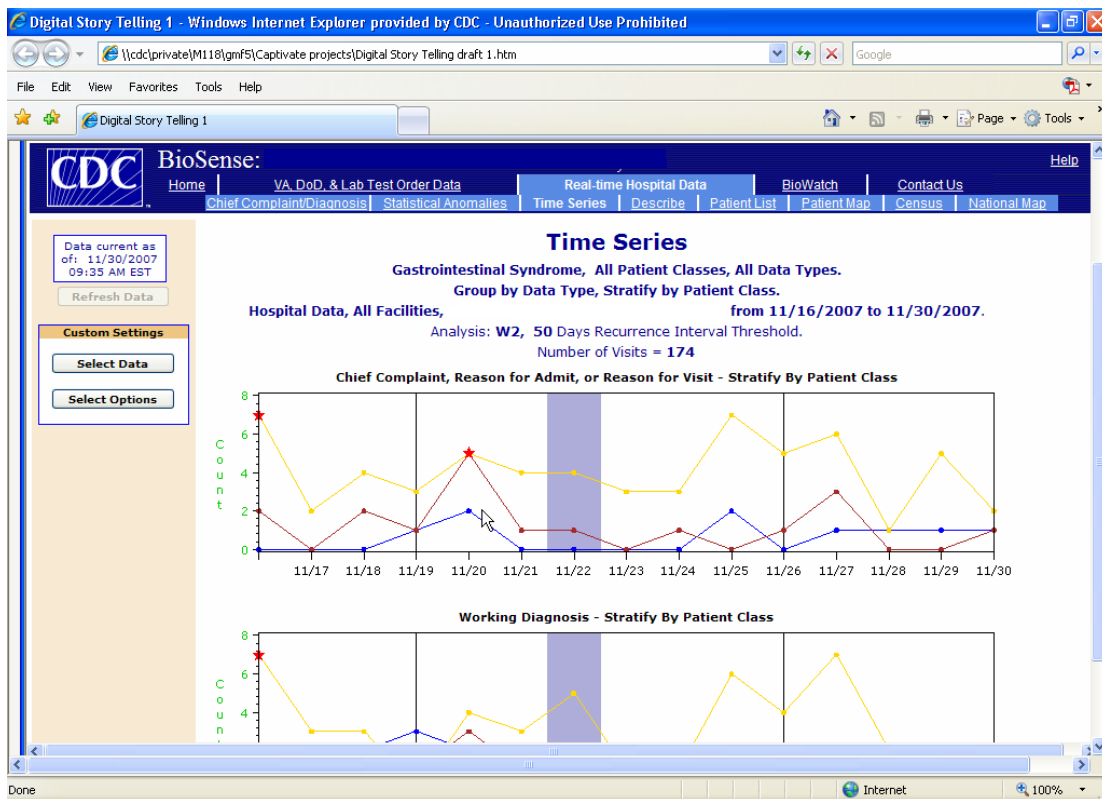 Digital Story Telling 1 - Windows Internet Explorer provided by CDC - Unauthorized Use Prohibited
\\cdc\private\M118\gmf5\Captivate projects\Digital Story Telling draft 1.htm
Google
File Edit View Favorites Tools Help
Digital Story Telling 1
Page Tools
CDC
BioSense:
Help
Home VA, DoD, & Lab Test Order Data Real-time Hospital Data BioWatch Contact Us
Chief Complaint/Diagnosis Statistical Anomalies Time Series Describe Patient List Patient Map Census National Map
Data current as
of: 11/30/2007
09:35 AM EST
Refresh Data
Custom Settings
Select Data
Select Options
Time Series
Gastrointestinal Syndrome, All Patient Classes, All Data Types.
Group by Data Type, Stratify by Patient Class.
Hospital Data, All Facilities, from 11/16/2007 to 11/30/2007.
Analysis: W2, 50 Days Recurrence Interval Threshold.
Number of Visits = 174
Chief Complaint, Reason for Admit, or Reason for Visit - Stratify By Patient Class
Count
8
6
4
2
0
11/17 11/18 11/19 11/20 11/21 11/22 11/23 11/24 11/25 11/26 11/27 11/28 11/29 11/30
Working Diagnosis - Stratify By Patient Class
Coun
8
6
4
Done
Internet
100%